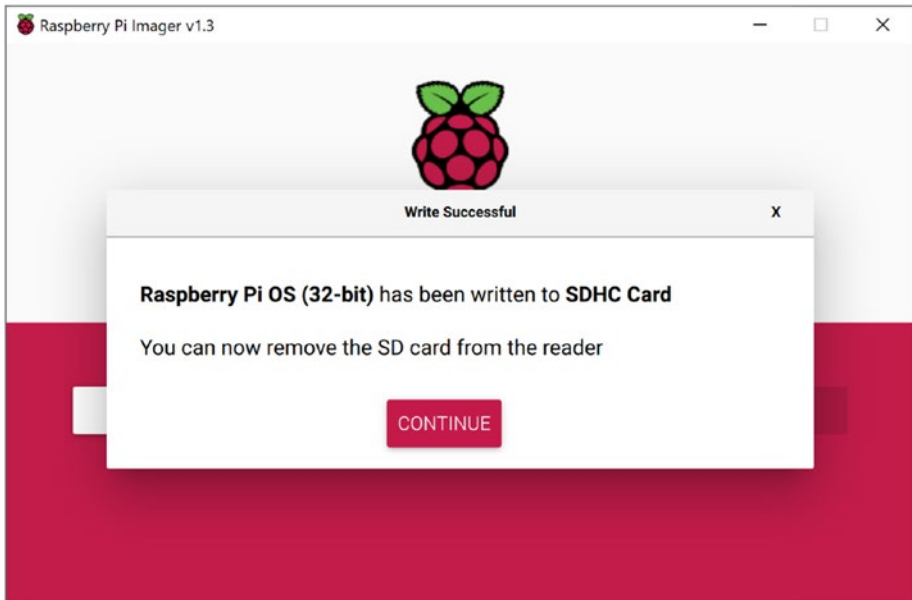 Raspberry Pi Imager v1.3
Write Successful
X
Raspberry Pi OS (32-bit) has been written to SDHC Card
You can now remove the SD card from the reader
CONTINUE